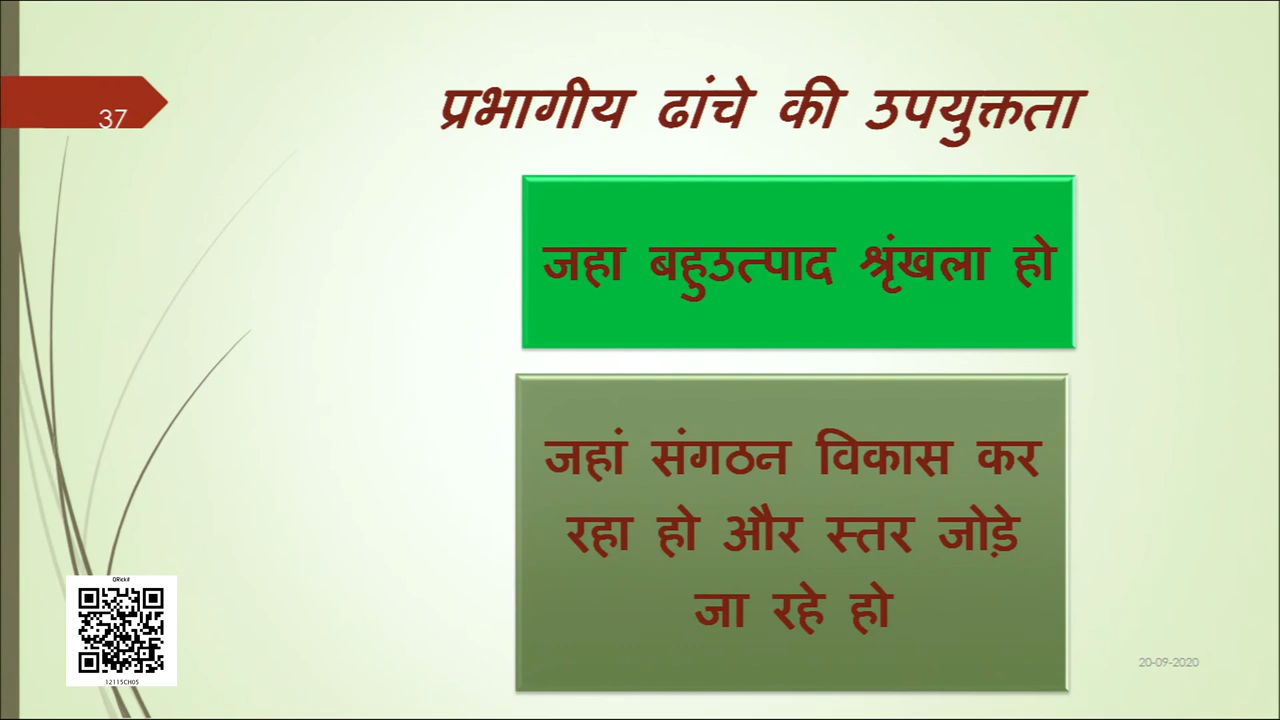 37
प्रभागीय ढांचे की उपयुक्तता
जहा बहुउत्पाद श्रृंखला हो
जहां संगठन विकास कर
रहा हो और स्तर जोड़े
जा रहे हो
QRickit
12115CH05
20-09-2020